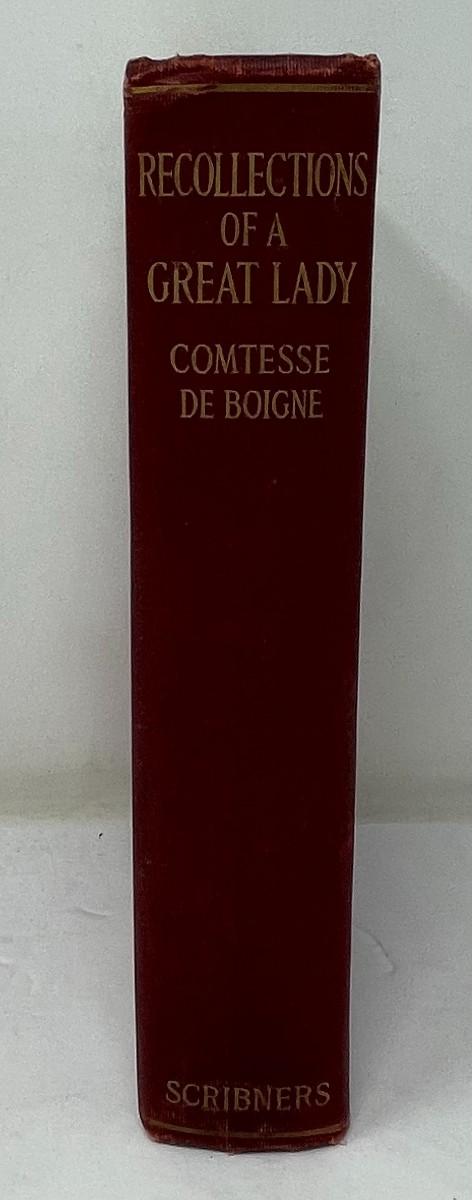 RECOLLECTIONS
OF A
GREAT LADY
COMTESSE
DE BOIGNE
SCRIBNERS